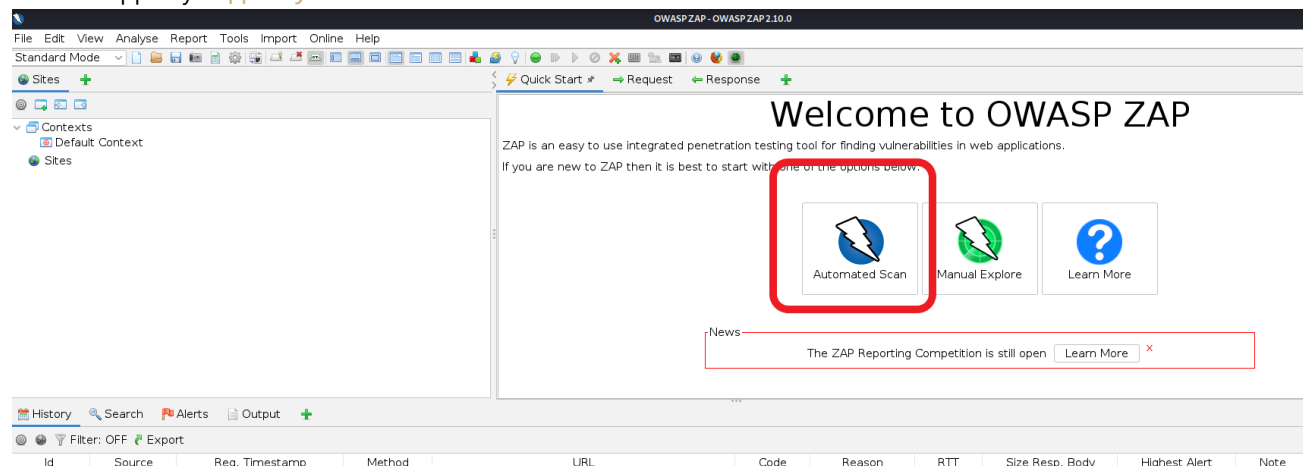 OWASP ZAP - OWASP ZAP 2.10.0
File Edit View Analyse Report Tools Import Online Help
Standard Mode
Sites
Quick Start Request Response
Welcome to OWASP ZAP
Contexts
Default Context
Sites
ZAP is an easy to use integrated penetration testing tool for finding vulnerabilities in web applications.
If you are new to ZAP then it is best to start with one of the options below.
Automated Scan Manual Explore Learn More
News
The ZAP Reporting Competition is still open Learn More X
History Search Alerts Output
Filter: OFF Export
Id Source Req. Timestamp Method URL Code Reason RTT Size Resp. Body Highest Alert Note